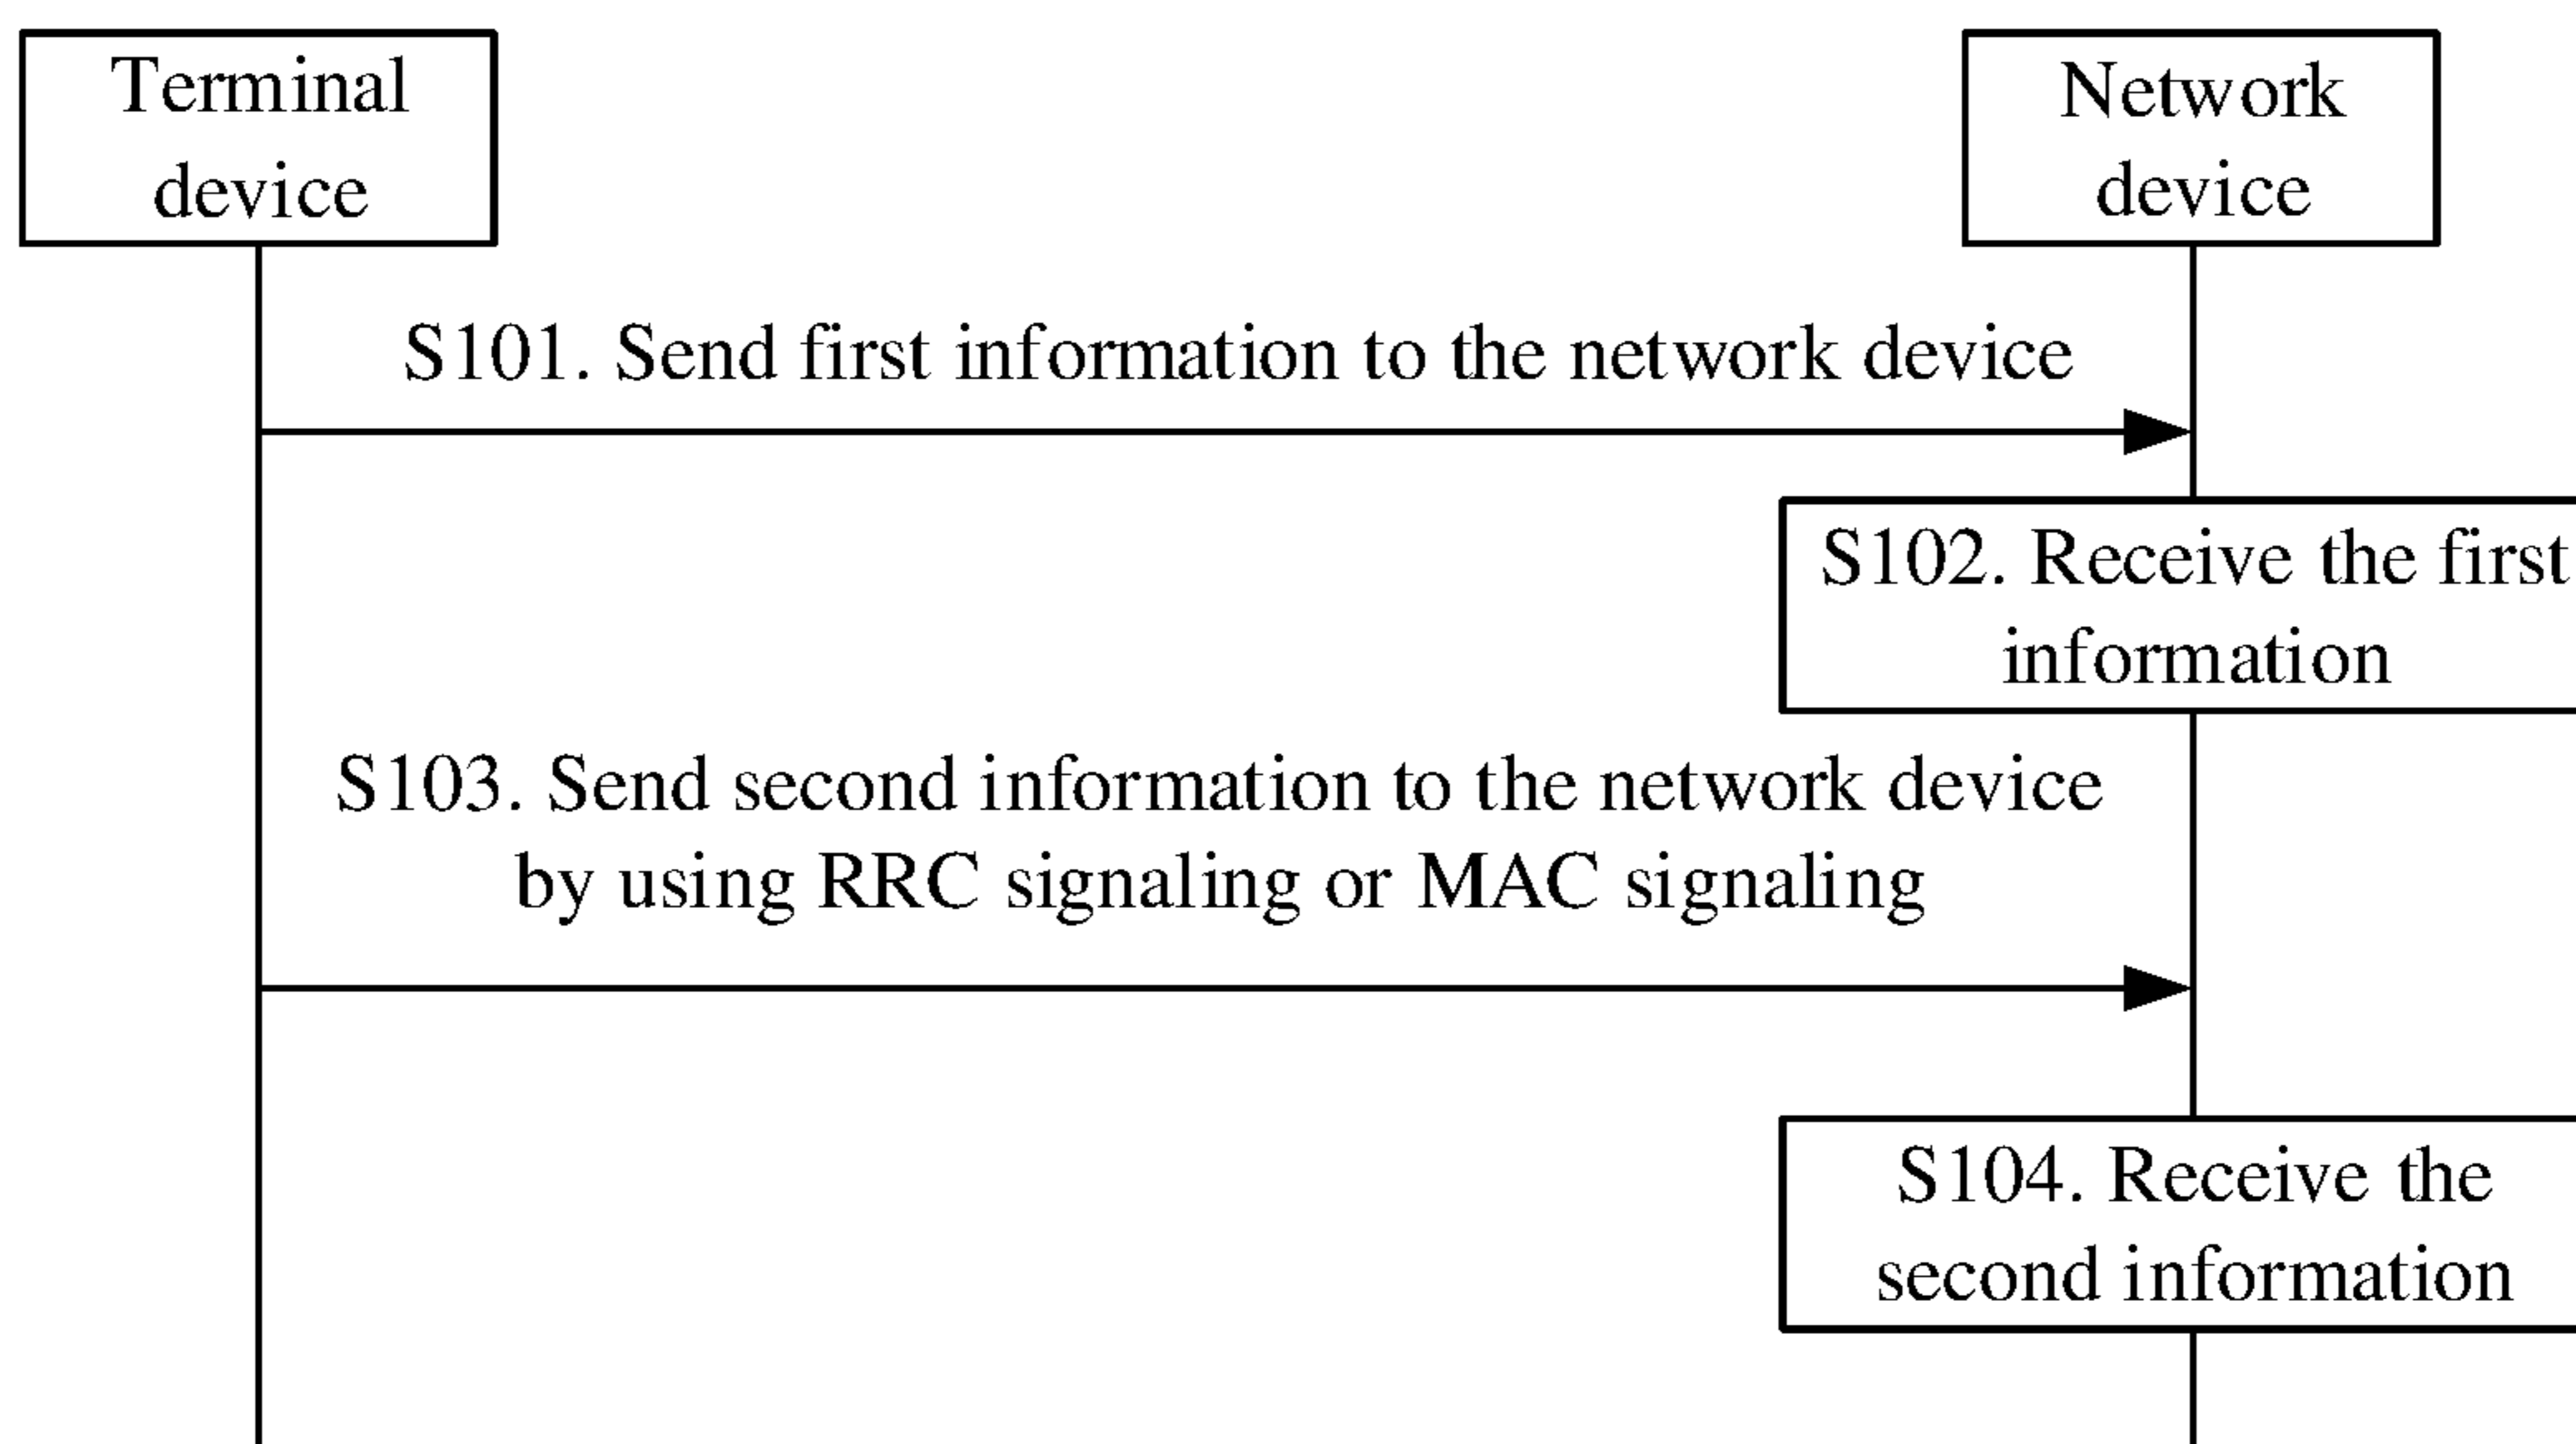 Terminal
device
Network
device
S101. Send first information to the network device
S102. Receive the first
information
S103. Send second information to the network device
by using RRC signaling or MAC signaling
S104. Receive the
second information